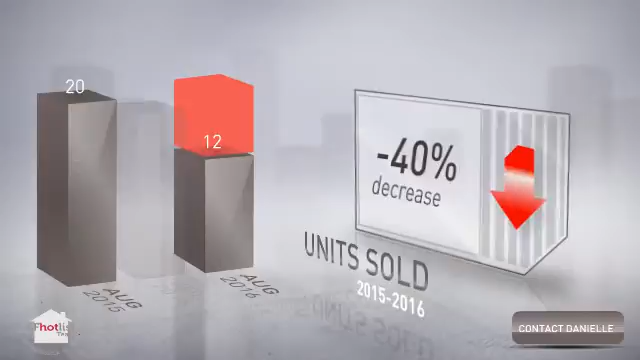 20
12
-40%
decrease
AUG
2015
AUG
2016
UNITS SOLD
2015-2016
CONTACT DANIELLE